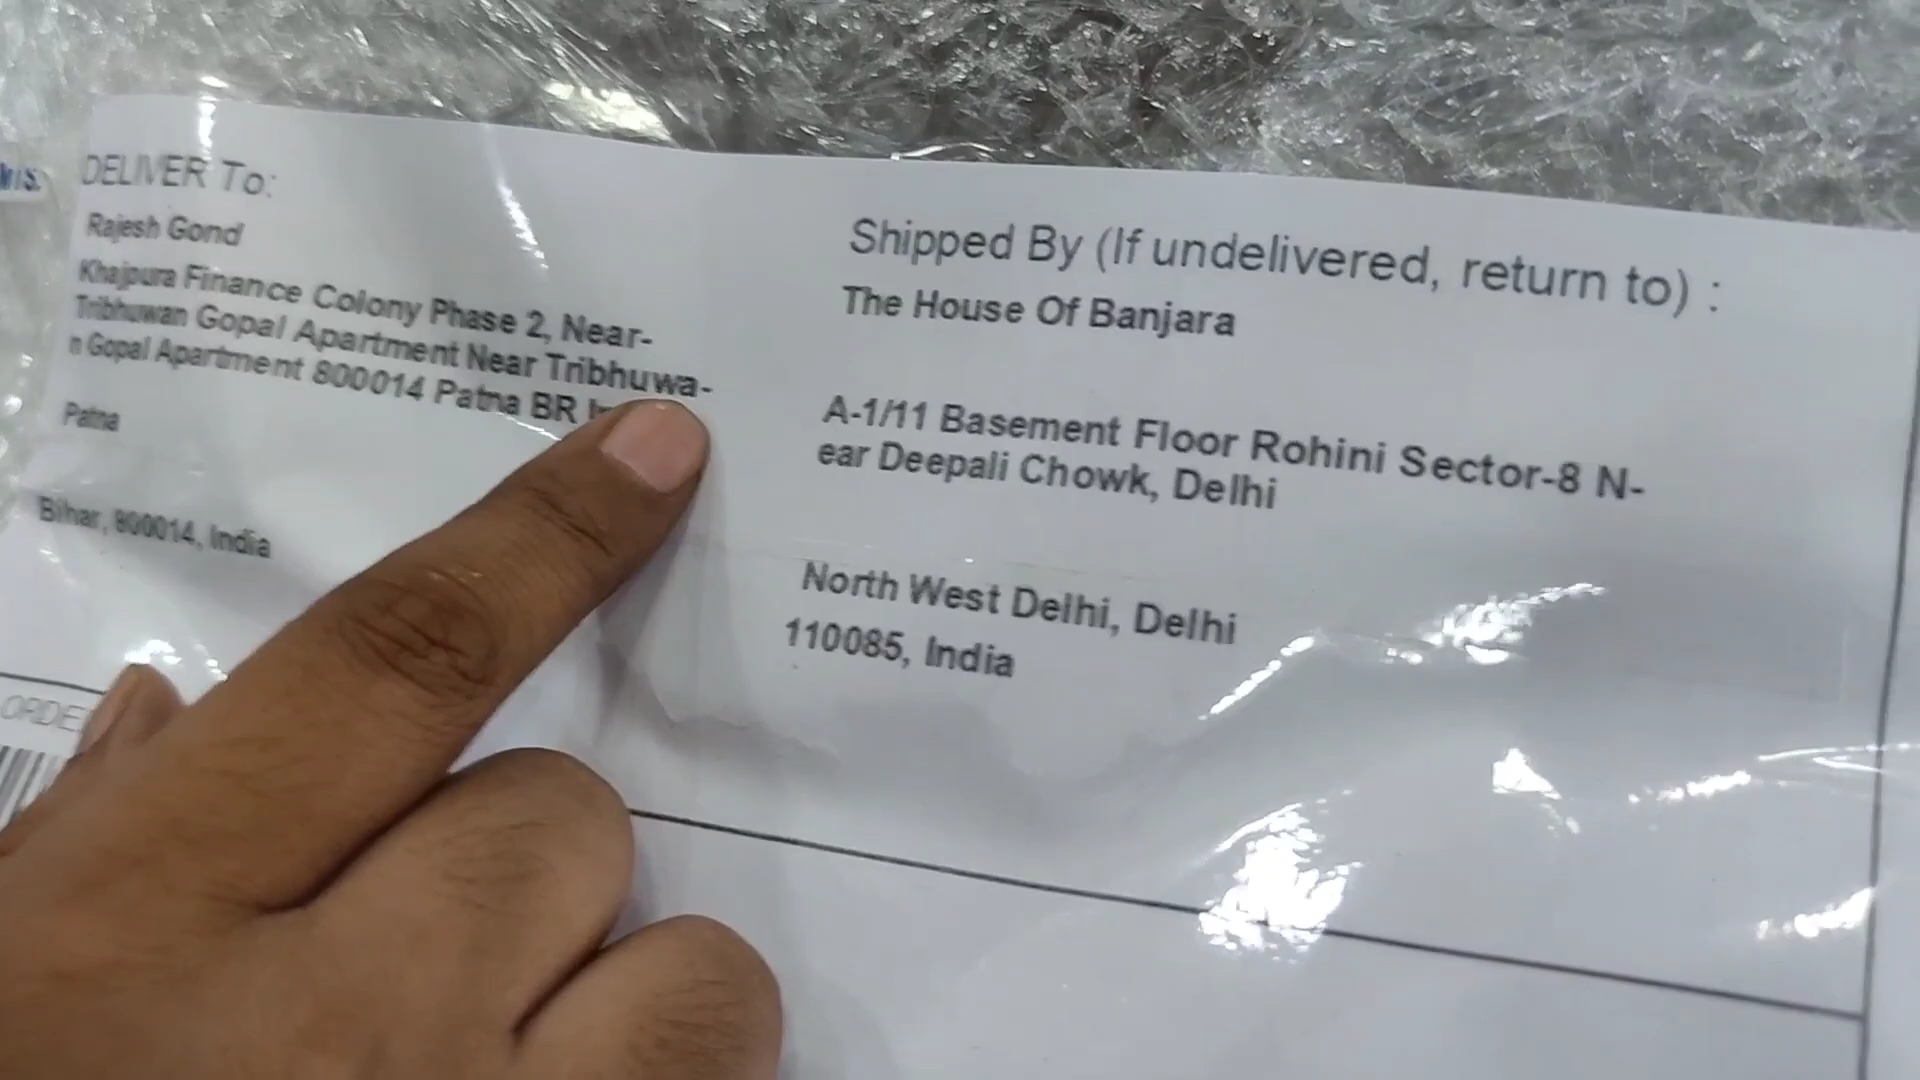 DELIVER To:
Rajesh Gond
Khajpura Finance Colony Phase 2, Near-
Tribhuwan Gopal Apartment Near Tribhuwa-
n Gopal Apartment 800014 Patna BR
Patna
Bihar, 800014, India
Shipped By (If undelivered, return to) :
The House Of Banjara
A-1/11 Basement Floor Rohini Sector-8 N-
ear Deepali Chowk, Delhi
North West Delhi, Delhi
110085, India